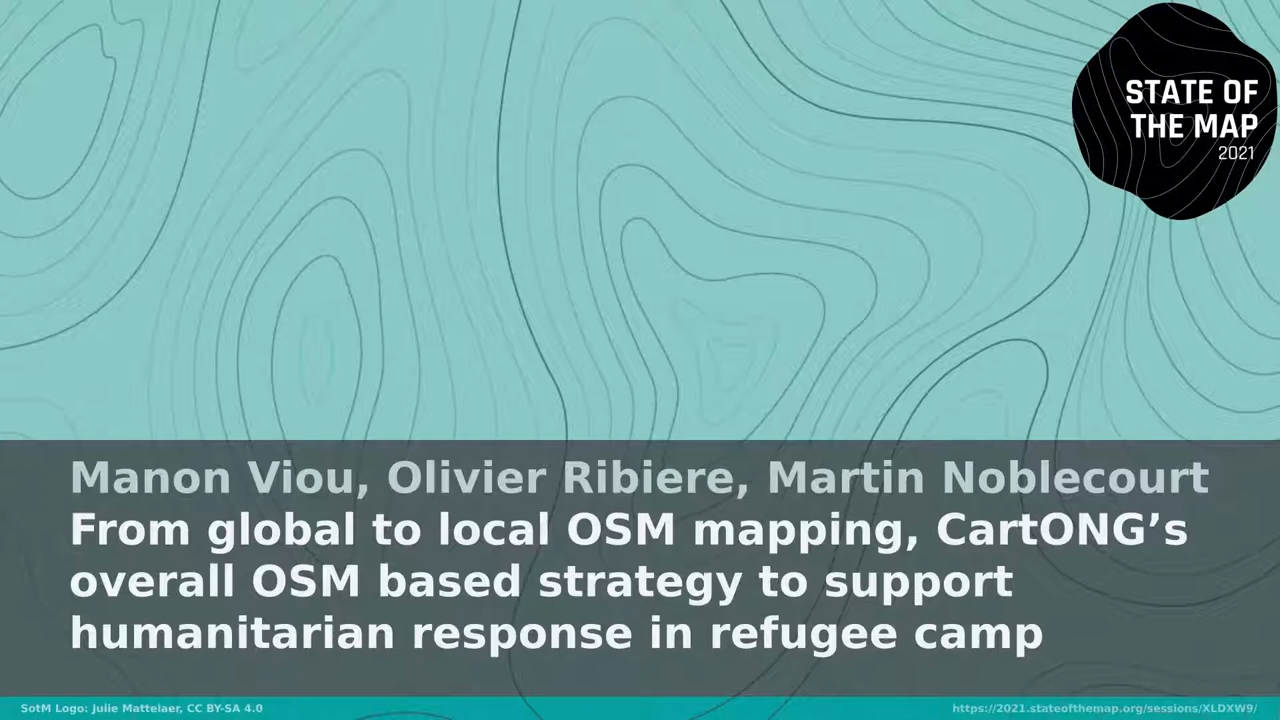 STATE OF
THE MAP
2021
Manon Viou, Olivier Ribiere, Martin Noblecourt
From global to local OSM mapping, CartONG’s
overall OSM based strategy to support
humanitarian response in refugee camp
SotM Logo: Julie Mattelaer, CC BY-SA 4.0
https://2021.stateofthemap.org/sessions/XLDXW9/